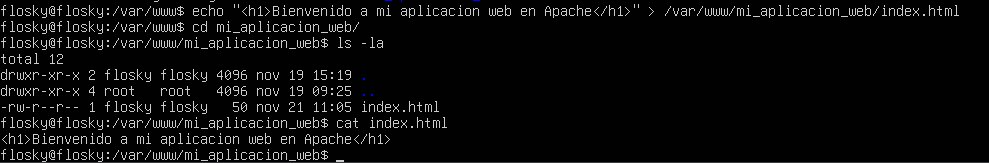 flosky@flosky:/var/www$ echo "<h1>Bienvenido a mi aplicacion web en Apache</h1>" > /var/www/mi_aplicacion_web/index.html
flosky@flosky:/var/www$ cd mi_aplicacion_web/
flosky@flosky:/var/www/mi_aplicacion_web$ ls -la
total 12
drwxr-xr-x 2 flosky flosky 4096 nov 19 15:19 .
drwxr-xr-x 4 root   root   4096 nov 19 09:25 ..
-rw-r--r-- 1 flosky flosky   50 nov 21 11:05 index.html
flosky@flosky:/var/www/mi_aplicacion_web$ cat index.html
<h1>Bienvenido a mi aplicacion web en Apache</h1>
flosky@flosky:/var/www/mi_aplicacion_web$ _